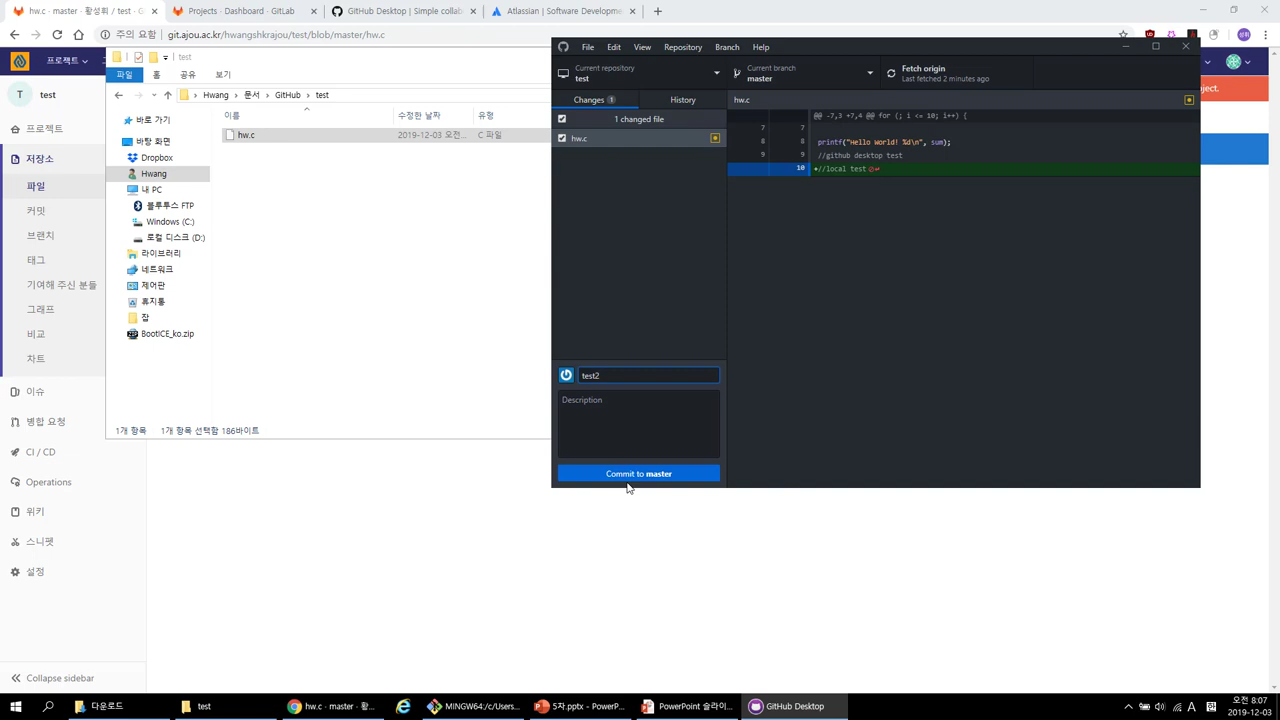 hw.c · master · 황성휘 / test · Gi
Projects · Dashboard · GitLab
GitHub Desktop | Simple collab
Atlassian | Software Developme
주의 요함 | git.ajou.ac.kr/hwangshkrajou/test/blob/master/hw.c
프로젝트
T test
프로젝트
저장소
파일
커밋
브랜치
태그
기여해 주신 분들
그래프
비교
차트
이슈
병합 요청
CI / CD
Operations
위키
스니펫
설정
Collapse sidebar
test
파일 홈 공유 보기
Hwang 문서 GitHub test
이름 수정한 날짜 유형
hw.c 2019-12-03 오전... C 파일
바로 가기
바탕 화면
Dropbox
Hwang
내 PC
블루투스 FTP
Windows (C:)
로컬 디스크 (D:)
라이브러리
네트워크
제어판
휴지통
잡
BootICE_ko.zip
1개 항목 1개 항목 선택함 186바이트
File Edit View Repository Branch Help
Current repository
test
Current branch
master
Fetch origin
Last fetched 2 minutes ago
Changes 1 History
1 changed file
hw.c
test2
Description
Commit to master
hw.c
@@ -7,3 +7,4 @@ for (; i <= 10; i++) {
7 7
8 8 printf("Hello World! %d\n", sum);
9 9 //github desktop test
10 +//local test
ject.
다운로드
test
hw.c · master · 황...
MINGW64:/c/Users...
5차.pptx - PowerP...
PowerPoint 슬라이...
GitHub Desktop
A
오전 8:07
2019-12-03